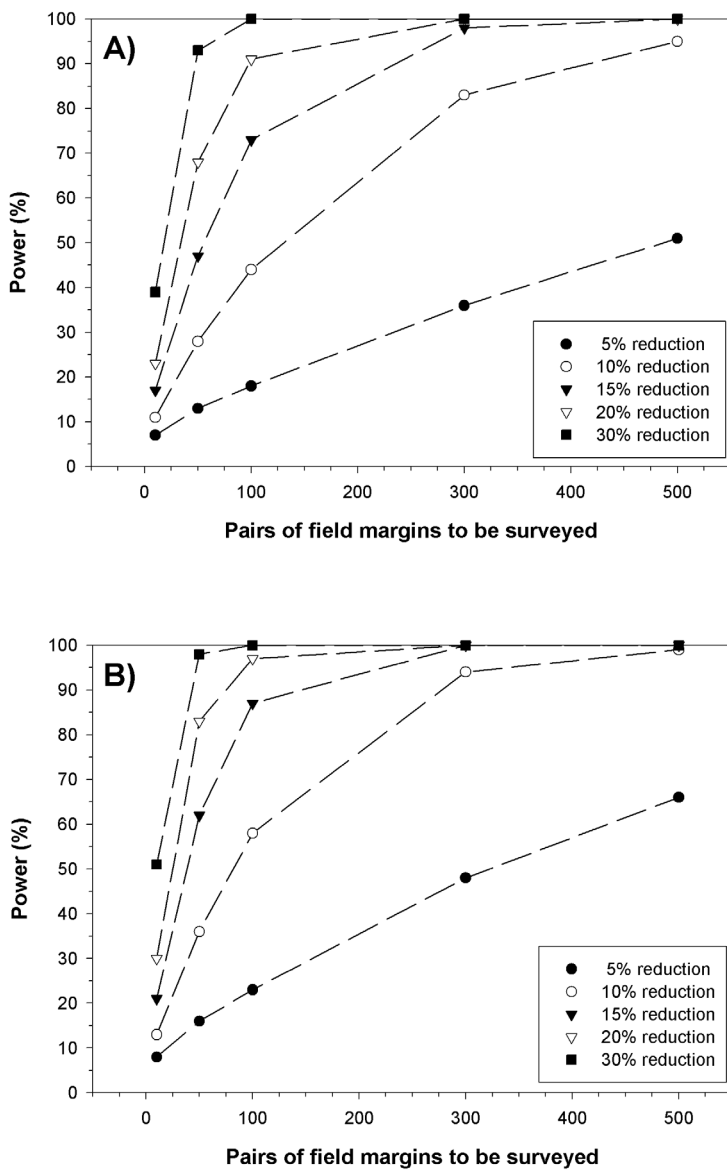 A)
Power (%)
100
90
80
70
60
50
40
30
20
10
0
5% reduction
10% reduction
15% reduction
20% reduction
30% reduction
0 100 200 300 400 500
Pairs of field margins to be surveyed
B)
Power (%)
100
90
80
70
60
50
40
30
20
10
0
5% reduction
10% reduction
15% reduction
20% reduction
30% reduction
0 100 200 300 400 500
Pairs of field margins to be surveyed